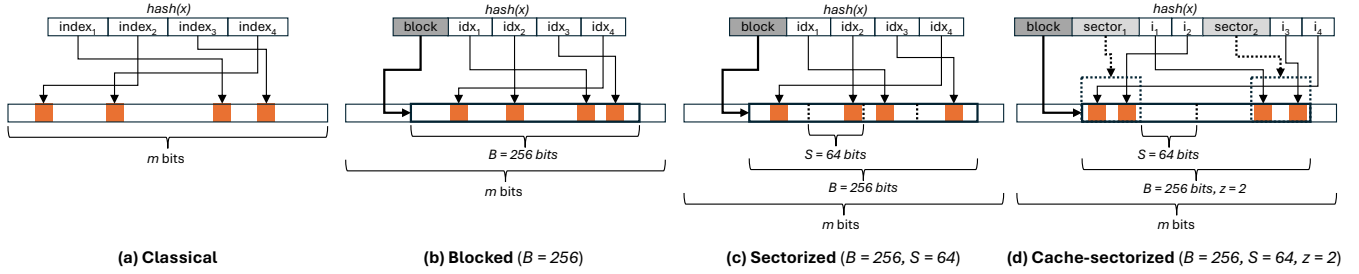 hash(x)
index1 index2 index3 index4
m bits
(a) Classical
hash(x)
block idx1 idx2 idx3 idx4
B = 256 bits
m bits
(b) Blocked (B = 256)
hash(x)
block idx1 idx2 idx3 idx4
S = 64 bits
B = 256 bits
m bits
(c) Sectorized (B = 256, S = 64)
hash(x)
block sector1 i1 i2 sector2 i3 i4
S = 64 bits
B = 256 bits, z = 2
m bits
(d) Cache-sectorized (B = 256, S = 64, z = 2)